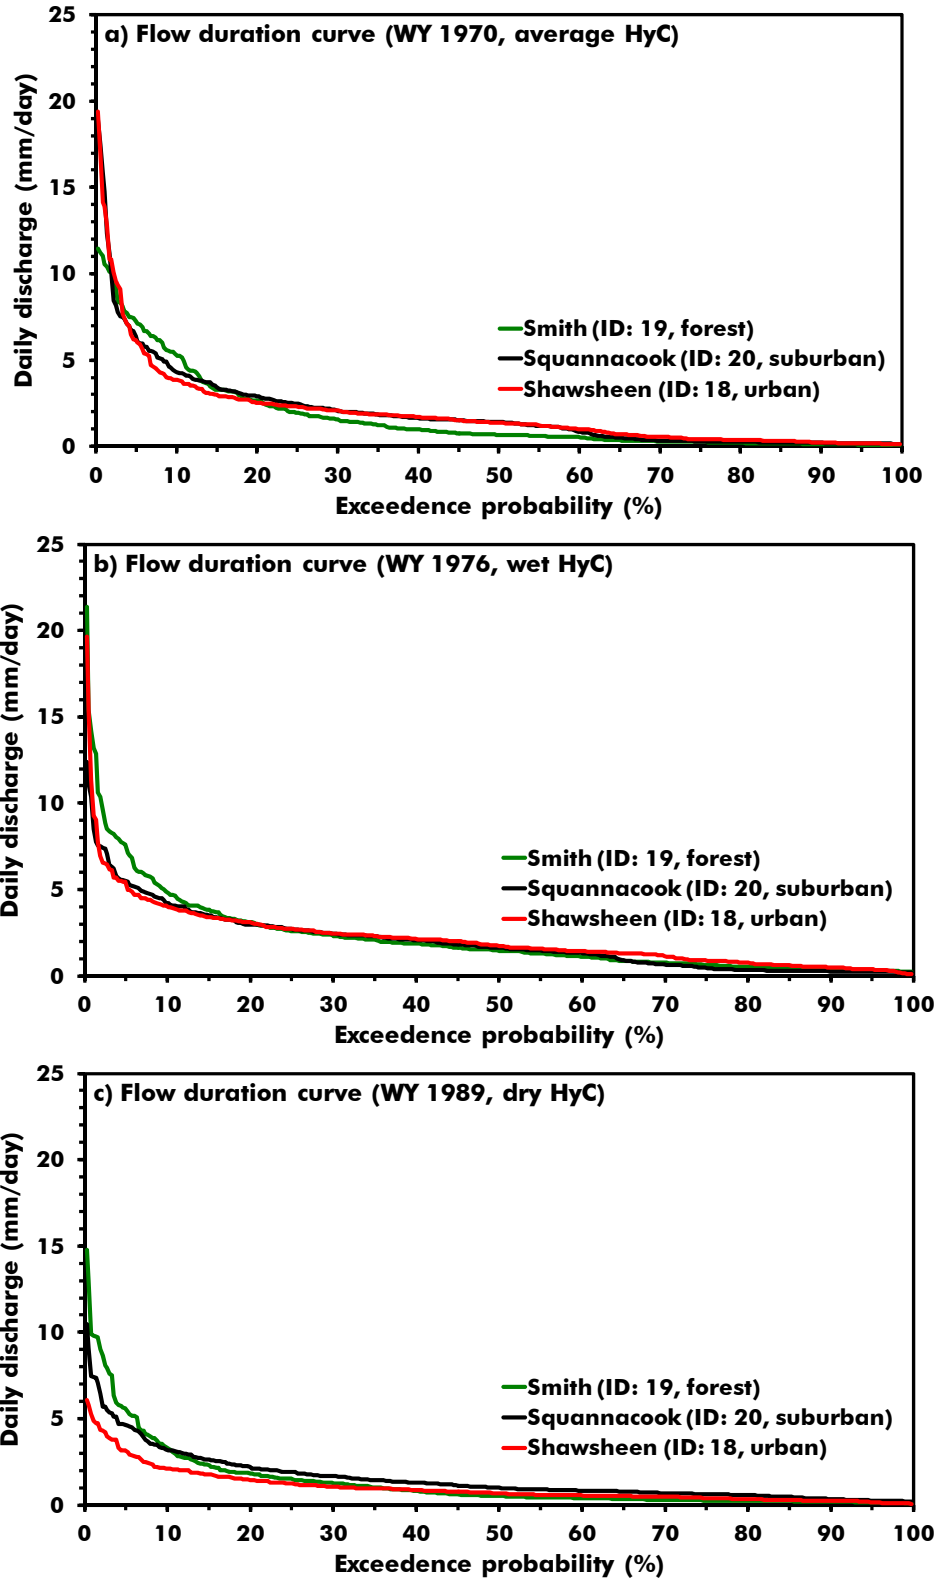 a) Flow duration curve (WY 1970, average HyC)
25
20
15
10
5
0
Daily discharge (mm/day)
Smith (ID: 19, forest)
Squannacook (ID: 20, suburban)
Shawsheen (ID: 18, urban)
0 10 20 30 40 50 60 70 80 90 100
Exceedence probability (%)
b) Flow duration curve (WY 1976, wet HyC)
25
20
15
10
5
0
Daily discharge (mm/day)
Smith (ID: 19, forest)
Squannacook (ID: 20, suburban)
Shawsheen (ID: 18, urban)
0 10 20 30 40 50 60 70 80 90 100
Exceedence probability (%)
c) Flow duration curve (WY 1989, dry HyC)
25
20
15
10
5
0
Daily discharge (mm/day)
Smith (ID: 19, forest)
Squannacook (ID: 20, suburban)
Shawsheen (ID: 18, urban)
0 10 20 30 40 50 60 70 80 90 100
Exceedence probability (%)